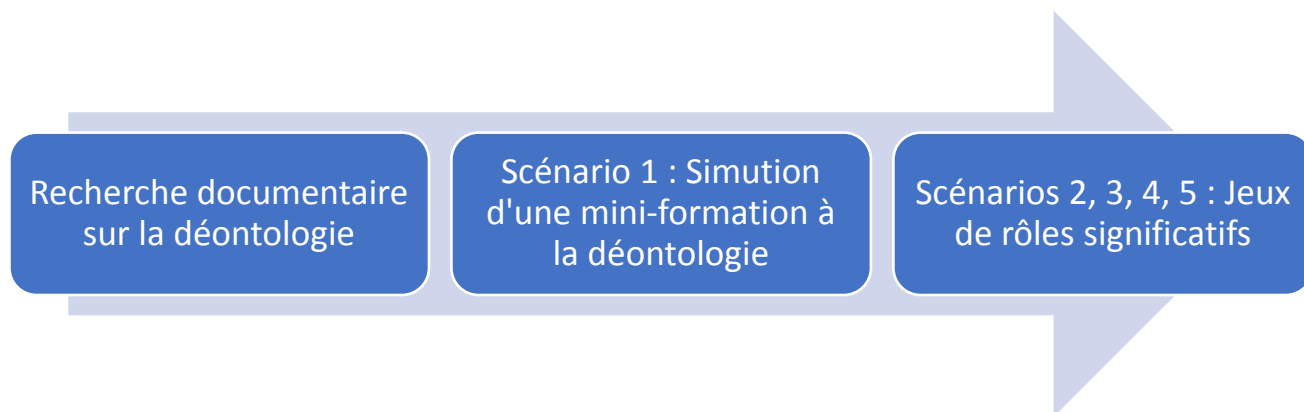 Recherche documentaire
sur la déontologie
Scénario 1 : Simution
d'une mini-formation à
la déontologie
Scénarios 2, 3, 4, 5 : Jeux
de rôles significatifs